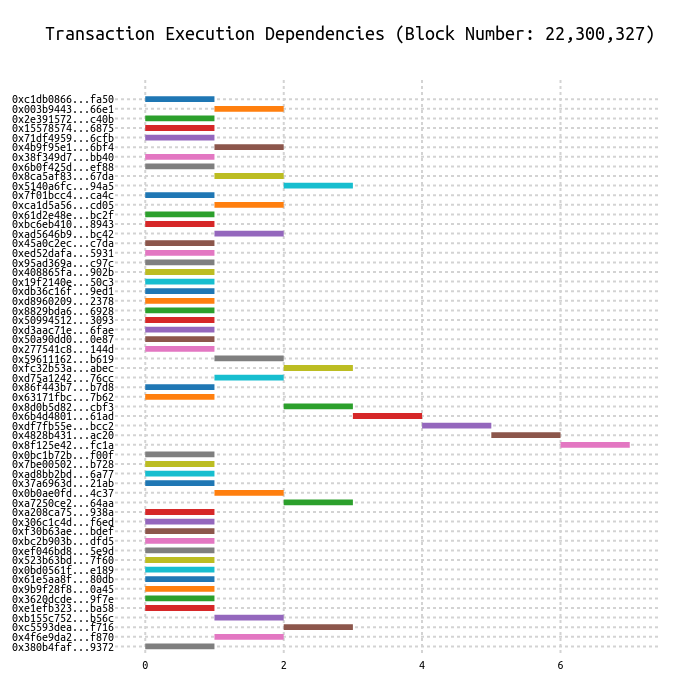 Transaction Execution Dependencies (Block Number: 22,300,327)
0xc1db0866...fa50
0x003b9443...66e1
0x2e391572...c40b
0x15578574...6875
0x71df4959...6cfb
0x4b9f95e1...6bf4
0x38f349d7...bb40
0x6b0f425d...ef88
0x8ca5af83...67da
0x5140a6fc...94a5
0x7f01bcc4...ca4c
0xca1d5a56...cd05
0x61d2e48e...bc2f
0xbc6eb410...8943
0xad5646b9...bc42
0x45a0c2ec...c7da
0xed52dafa...5931
0x95ad369a...c97c
0x408865fa...902b
0x19f2140e...50c3
0xdb36c16f...9ed1
0xd8960209...2378
0x8829bda6...6928
0x50994512...3093
0xd3aac71e...6fae
0x50a90dd0...0e87
0x277541c8...144d
0x59611162...b619
0xfc32b53a...abec
0xd75a1242...76cc
0x86f443b7...b7d8
0x63171fbc...7b62
0x8d0b5d82...cbf3
0x6b4d4801...61ad
0xdf7fb55e...bcc2
0x4828b431...ac20
0x8f125e42...fc1a
0x0bc1b72b...f00f
0x7be00502...b728
0xad8bb2bd...6a77
0x37a6963d...21ab
0x0b0ae0fd...4c37
0xa7250ce2...64aa
0xa208ca75...938a
0x306c1c4d...f6ed
0xf30b63ae...bdef
0xbc2b903b...dfd5
0xef046bd8...5e9d
0x523b63bd...7f60
0x0bd0561f...e189
0x61e5aa8f...80db
0x9b9f28f8...0a45
0x3620dcde...9f7e
0xe1efb323...ba58
0xb155c752...b56c
0xc5593dea...f716
0x4f6e9da2...f870
0x380b4faf...9372
0 2 4 6